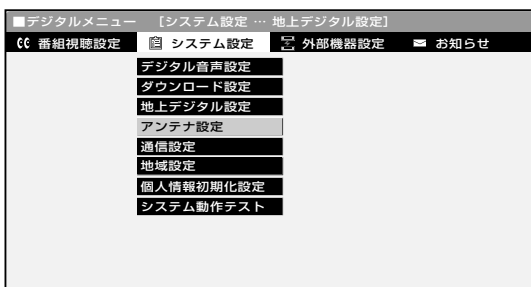 ■デジタルメニュー ［システム設定 … 地上デジタル設定］
番組視聴設定 システム設定 外部機器設定 お知らせ
デジタル音声設定
ダウンロード設定
地上デジタル設定
アンテナ設定
通信設定
地域設定
個人情報初期化設定
システム動作テスト